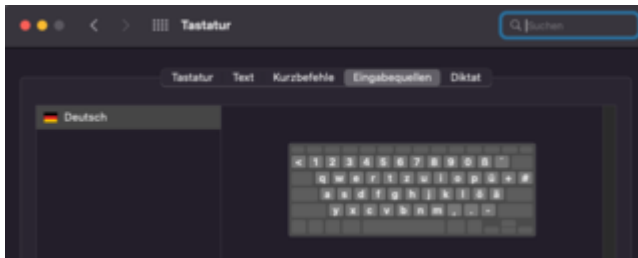 Tastatur
Suchen
Tastatur Text Kurzbefehle Eingabequellen Diktat
Deutsch
< 1 2 3 4 5 6 7 8 9 0 ß ´
q w e r t z u i o p ü + #
a s d f g h j k l ö ä
y x c v b n m , . -